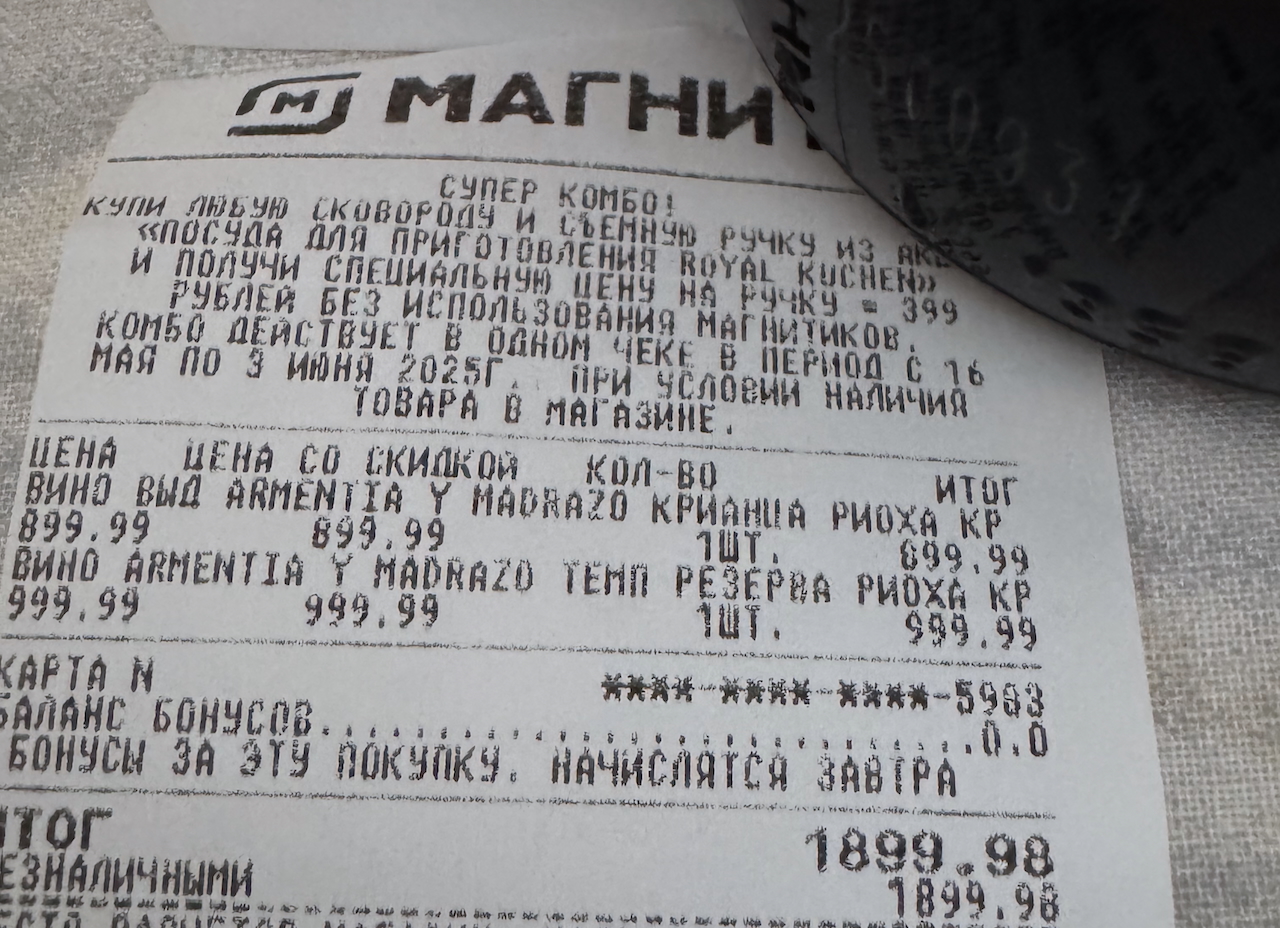 МАГНИ
СУПЕР КОМБО!
КУПИ ЛЮБУЮ СКОВОРОДУ И СЪЕМНУЮ РУЧКУ ИЗ
«ПОСУДА ДЛЯ ПРИГОТОВЛЕНИЯ ROYAL KUCHEN»
И ПОЛУЧИ СПЕЦИАЛЬНУЮ ЦЕНУ НА РУЧКУ = 399
РУБЛЕЙ БЕЗ ИСПОЛЬЗОВАНИЯ МАГНИТИКОВ.
КОМБО ДЕЙСТВУЕТ В ОДНОМ ЧЕКЕ В ПЕРИОД С 16
МАЯ ПО 3 ИЮНЯ 2025Г. ПРИ УСЛОВИИ НАЛИЧИЯ
ТОВАРА В МАГАЗИНЕ.
ЦЕНА ЦЕНА СО СКИДКОЙ КОЛ-ВО ИТОГ
ВИНО ВЫД ARMENTIA Y MADRAZO КРИАНЦА РИОХА КР
899.99 899.99 1ШТ. 899.99
ВИНО ARMENTIA Y MADRAZO ТЕМП РЕЗЕРВА РИОХА КР
999.99 999.99 1ШТ. 999.99
КАРТА N ****-****-****-5903
БАЛАНС БОНУСОВ..............................0.0
БОНУСЫ ЗА ЭТУ ПОКУПКУ. НАЧИСЛЯТСЯ ЗАВТРА
ИТОГ 1899.98
БЕЗНАЛИЧНЫМИ 1899.98